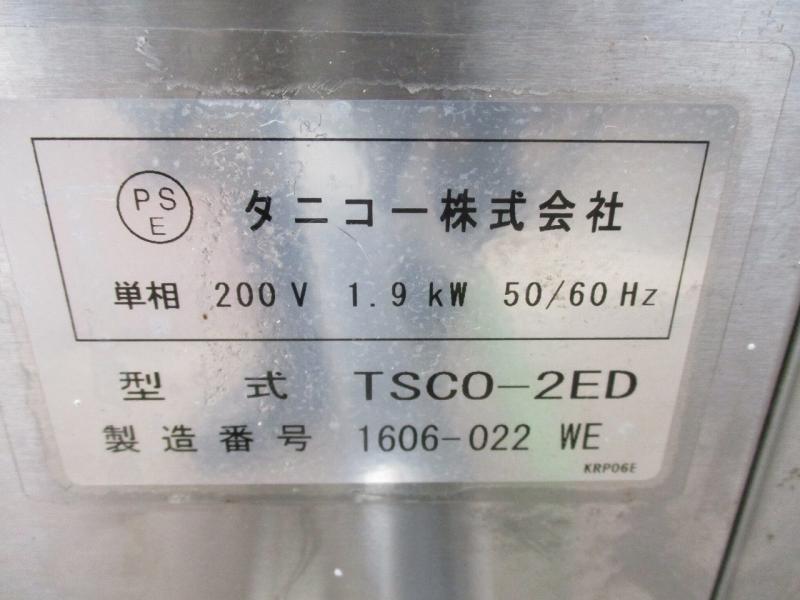 PS
E
タニコー株式会社
単相 200V 1.9kW 50/60Hz
型式 TSCO-2ED
製造番号 1606-022 WE
KRP06E